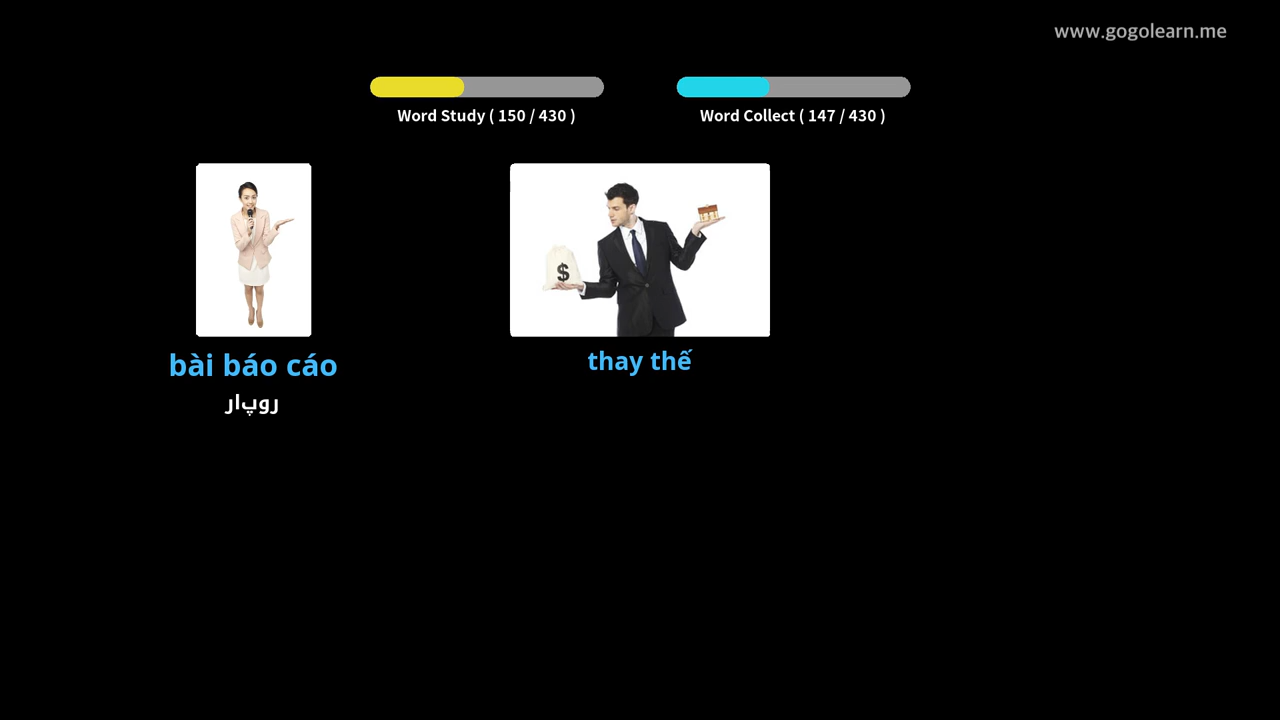 www.gogolearn.me
Word Study ( 150 / 430 )
Word Collect ( 147 / 430 )
bài báo cáo
روپار
thay thế